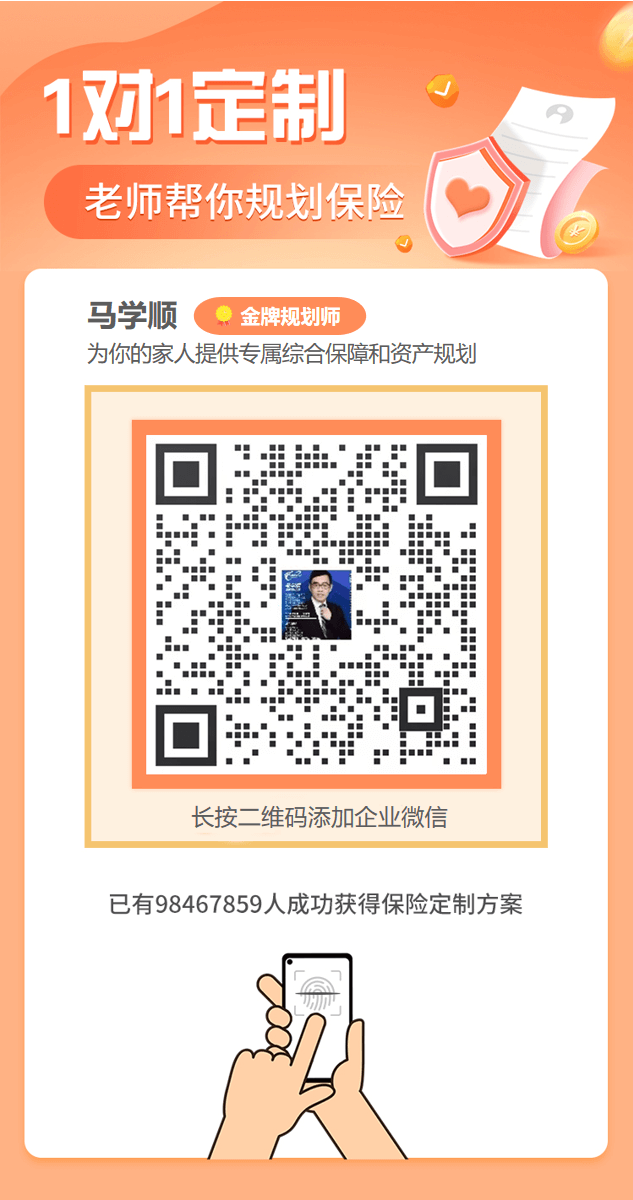 1对1定制
老师帮你规划保险
马学顺 金牌规划师
为你的家人提供专属综合保障和资产规划
长按二维码添加企业微信
已有98467859人成功获得保险定制方案